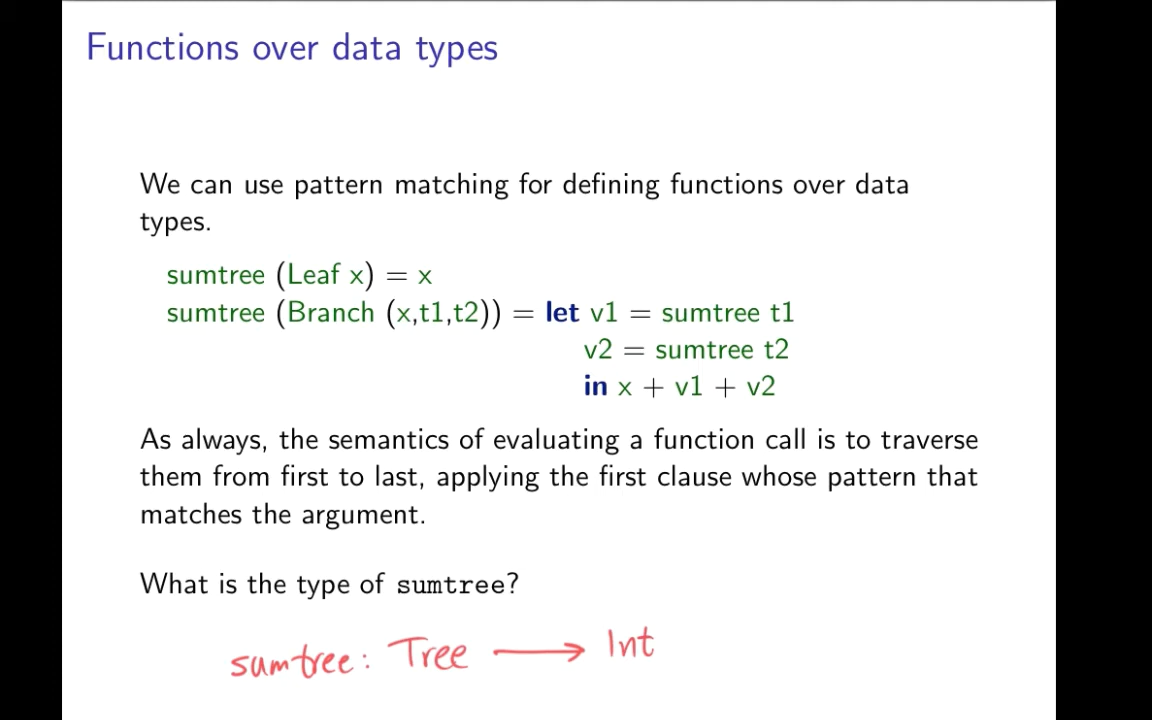 Functions over data types
We can use pattern matching for defining functions over data
types.
sumtree (Leaf x) = x
sumtree (Branch (x,t1,t2)) = let v1 = sumtree t1
v2 = sumtree t2
in x + v1 + v2
As always, the semantics of evaluating a function call is to traverse
them from first to last, applying the first clause whose pattern that
matches the argument.
What is the type of sumtree?
sumtree: Tree ⟶ Int